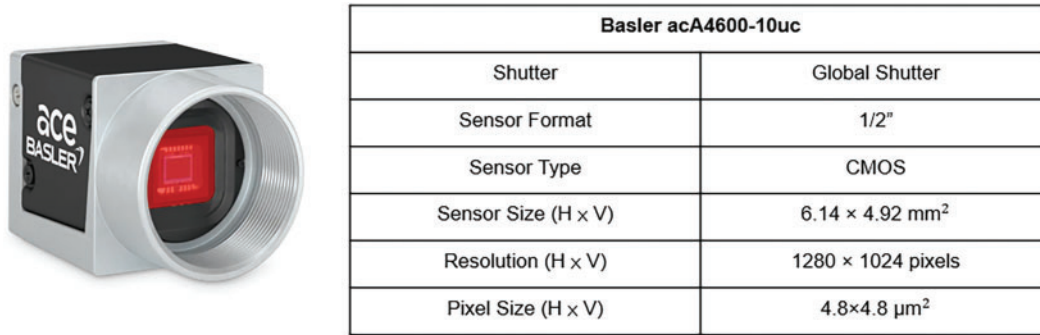 ace
BASLER
Basler acA4600-10uc
Shutter Global Shutter
Sensor Format 1/2”
Sensor Type CMOS
Sensor Size (H × V) 6.14 × 4.92 mm²
Resolution (H × V) 1280 × 1024 pixels
Pixel Size (H × V) 4.8×4.8 µm²